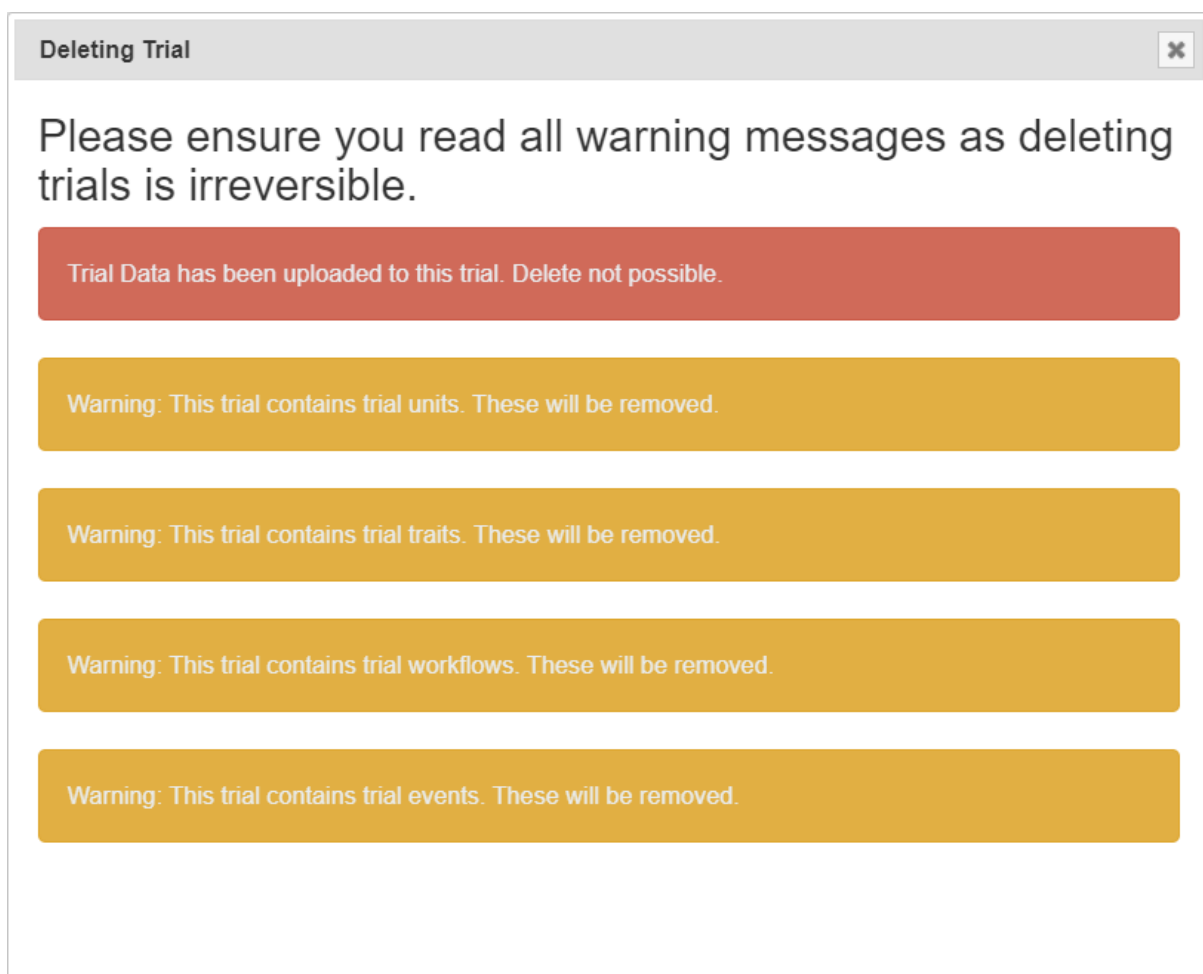 Deleting Trial
Please ensure you read all warning messages as deleting
trials is irreversible.
Trial Data has been uploaded to this trial. Delete not possible.
Warning: This trial contains trial units. These will be removed.
Warning: This trial contains trial traits. These will be removed.
Warning: This trial contains trial workflows. These will be removed.
Warning: This trial contains trial events. These will be removed.